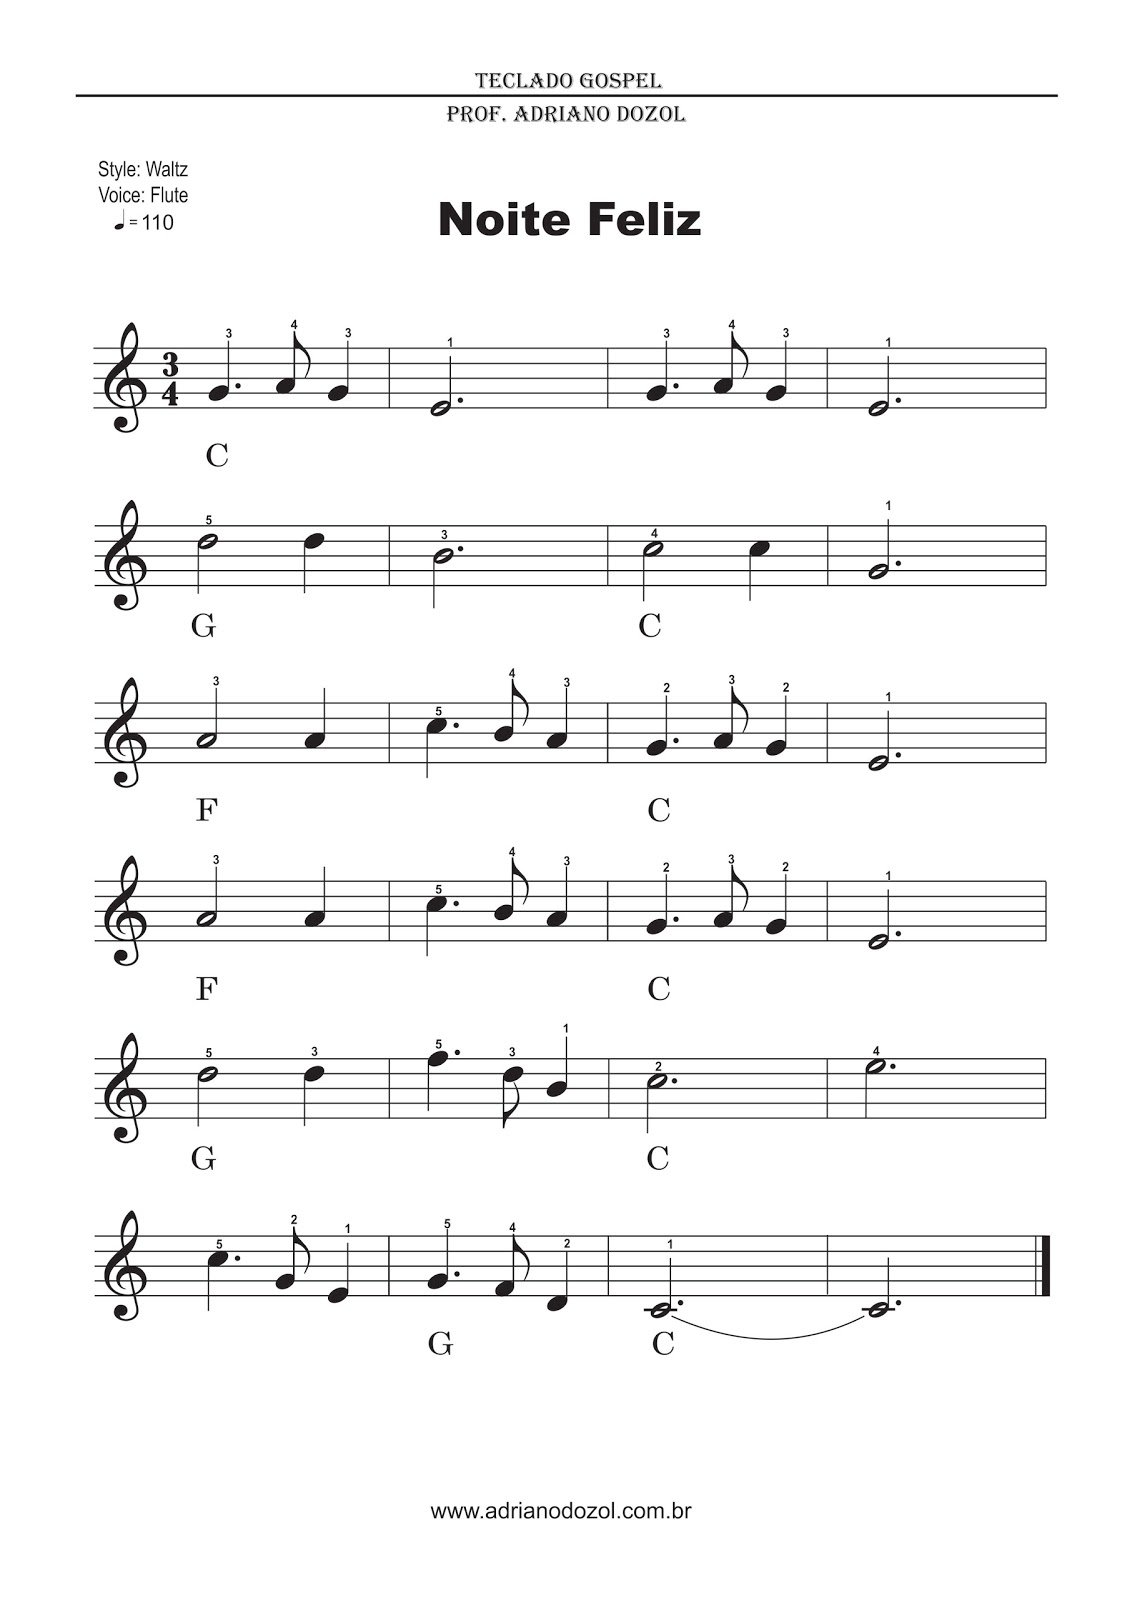 TECLADO GOSPEL
PROF. ADRIANO DOZOL
Style: Waltz
Voice: Flute
♩ = 110
Noite Feliz
3 4 3 1 3 4 3 1
3
4
C
5 3 4 1
G C
3 5 4 3 2 3 2 1
F C
3 5 4 3 2 3 2 1
F C
5 3 5 3 1 2 4
G C
5 2 1 5 4 2 1
G C
www.adrianodozol.com.br